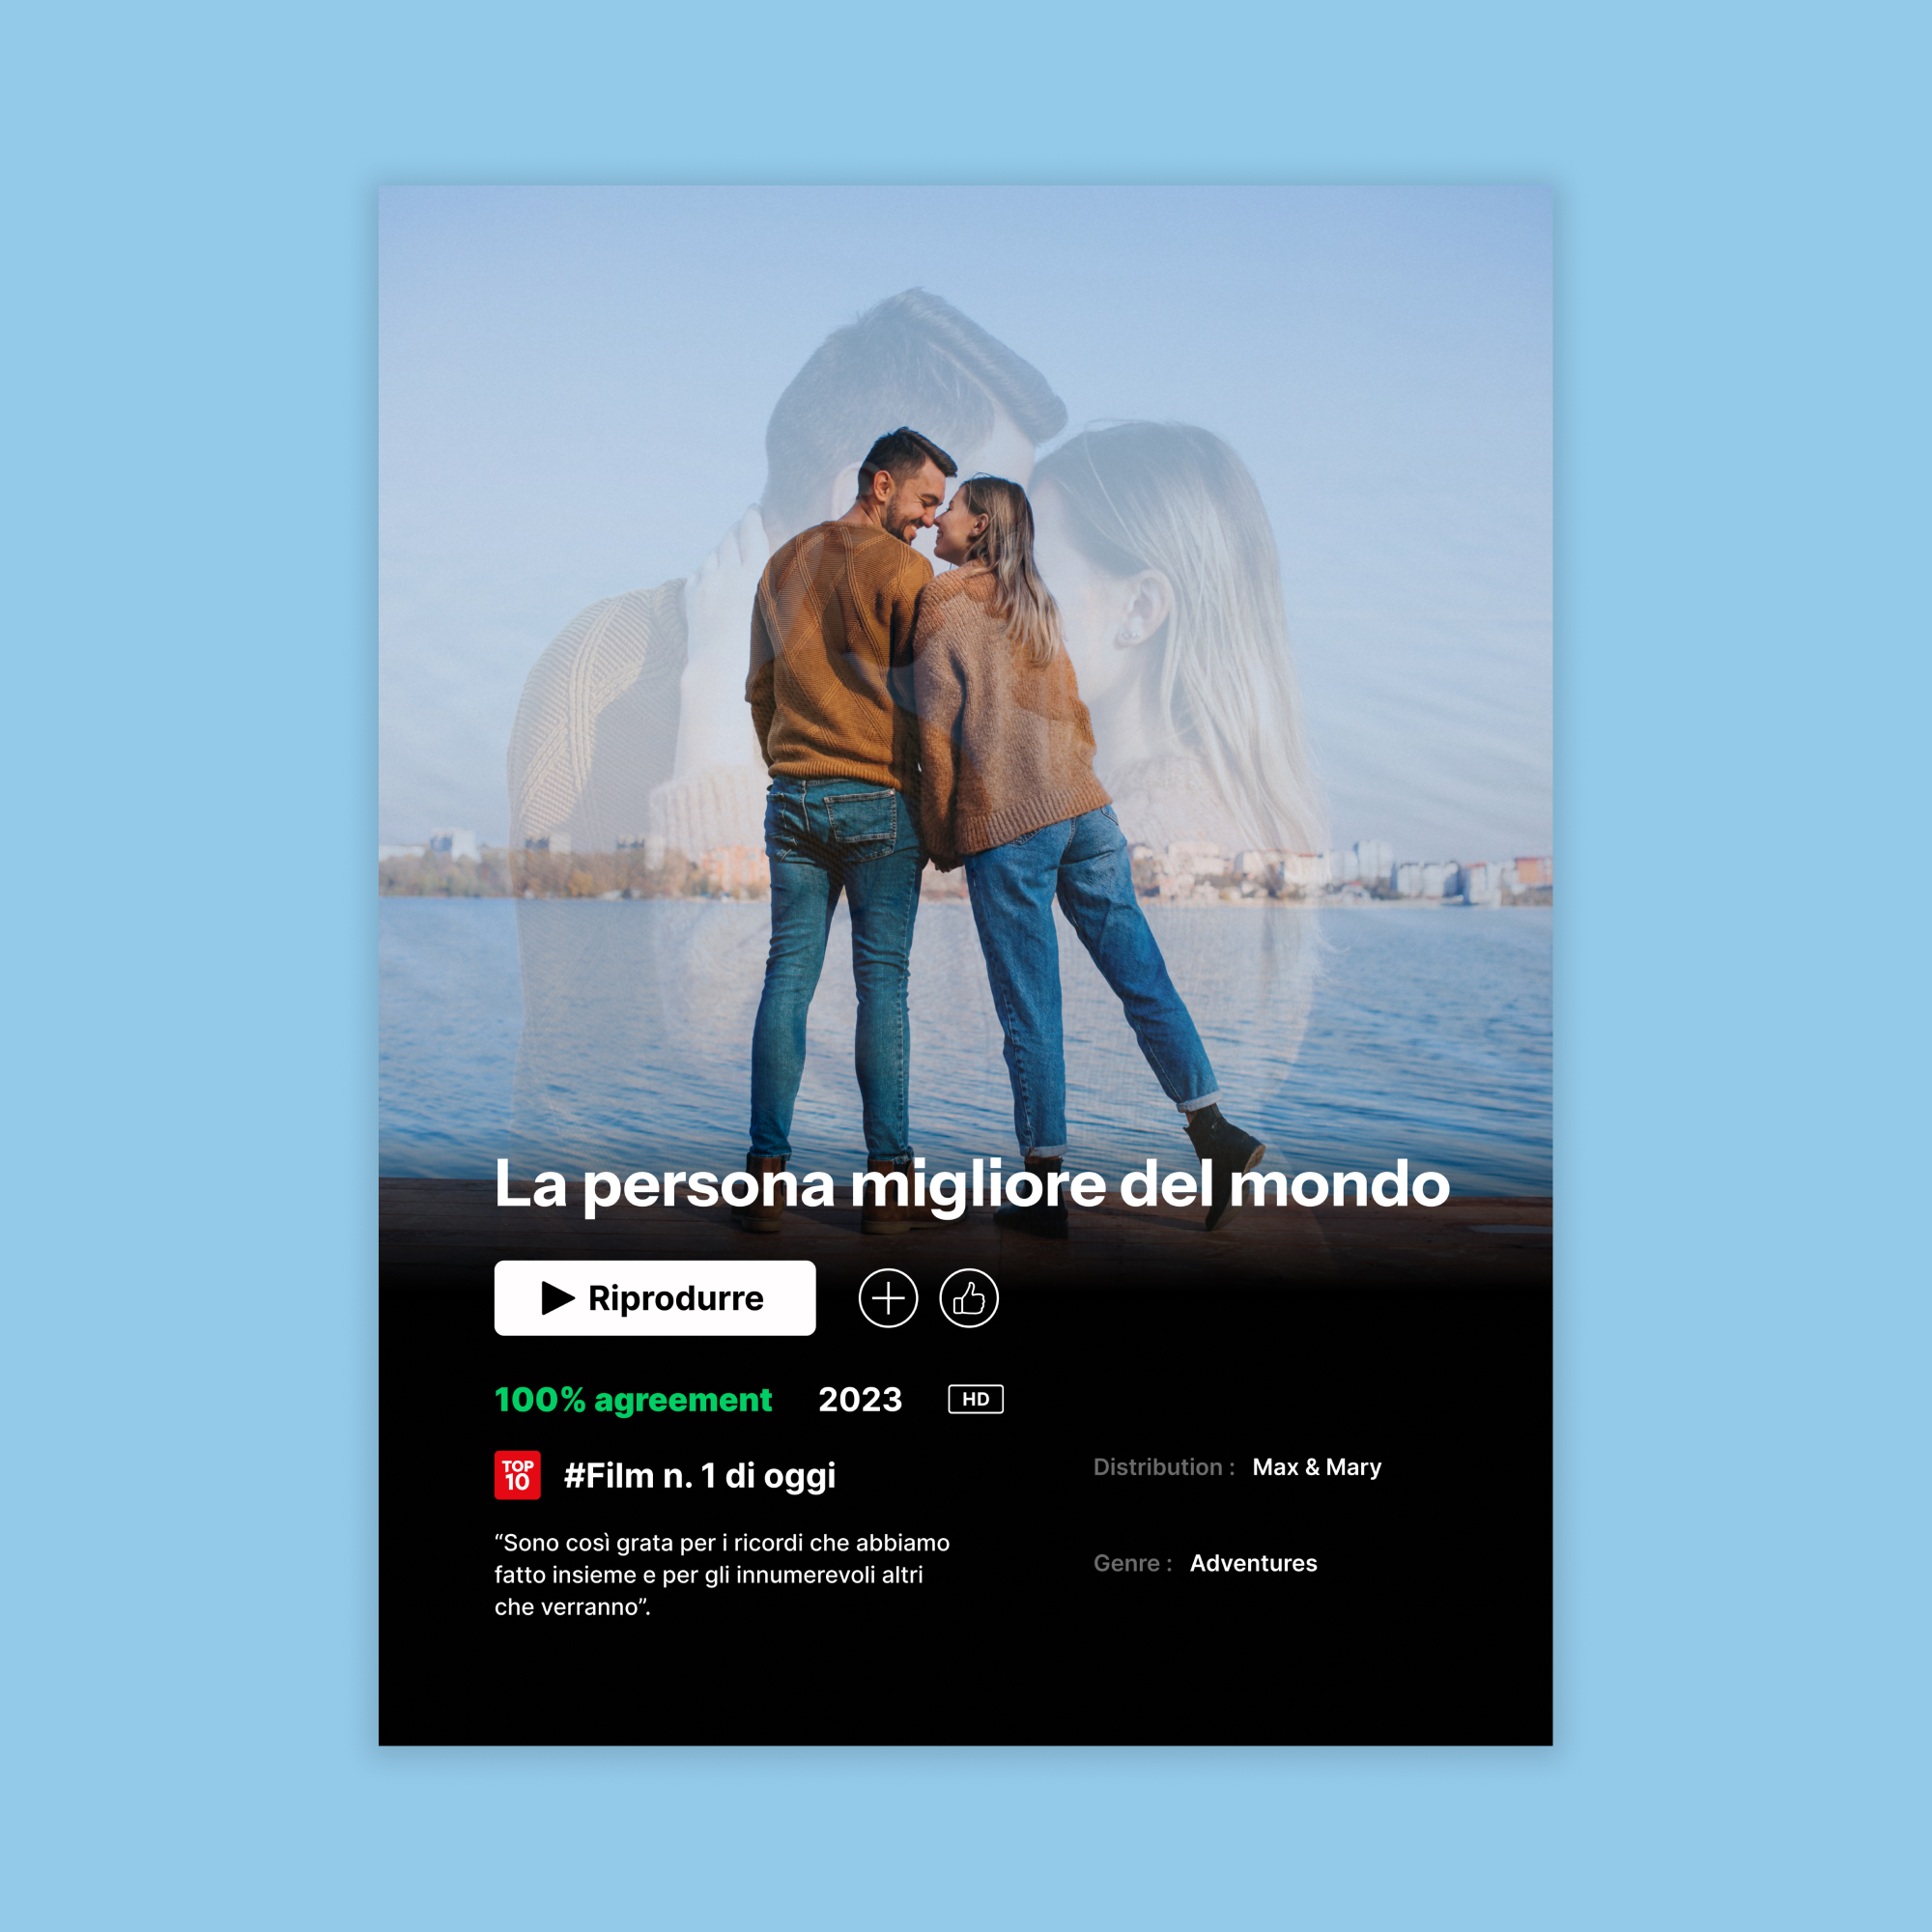 La persona migliore del mondo
Riprodurre
100% agreement 2023 HD
TOP
10
#Film n. 1 di oggi
“Sono così grata per i ricordi che abbiamo
fatto insieme e per gli innumerevoli altri
che verranno”.
Distribution : Max & Mary
Genre : Adventures